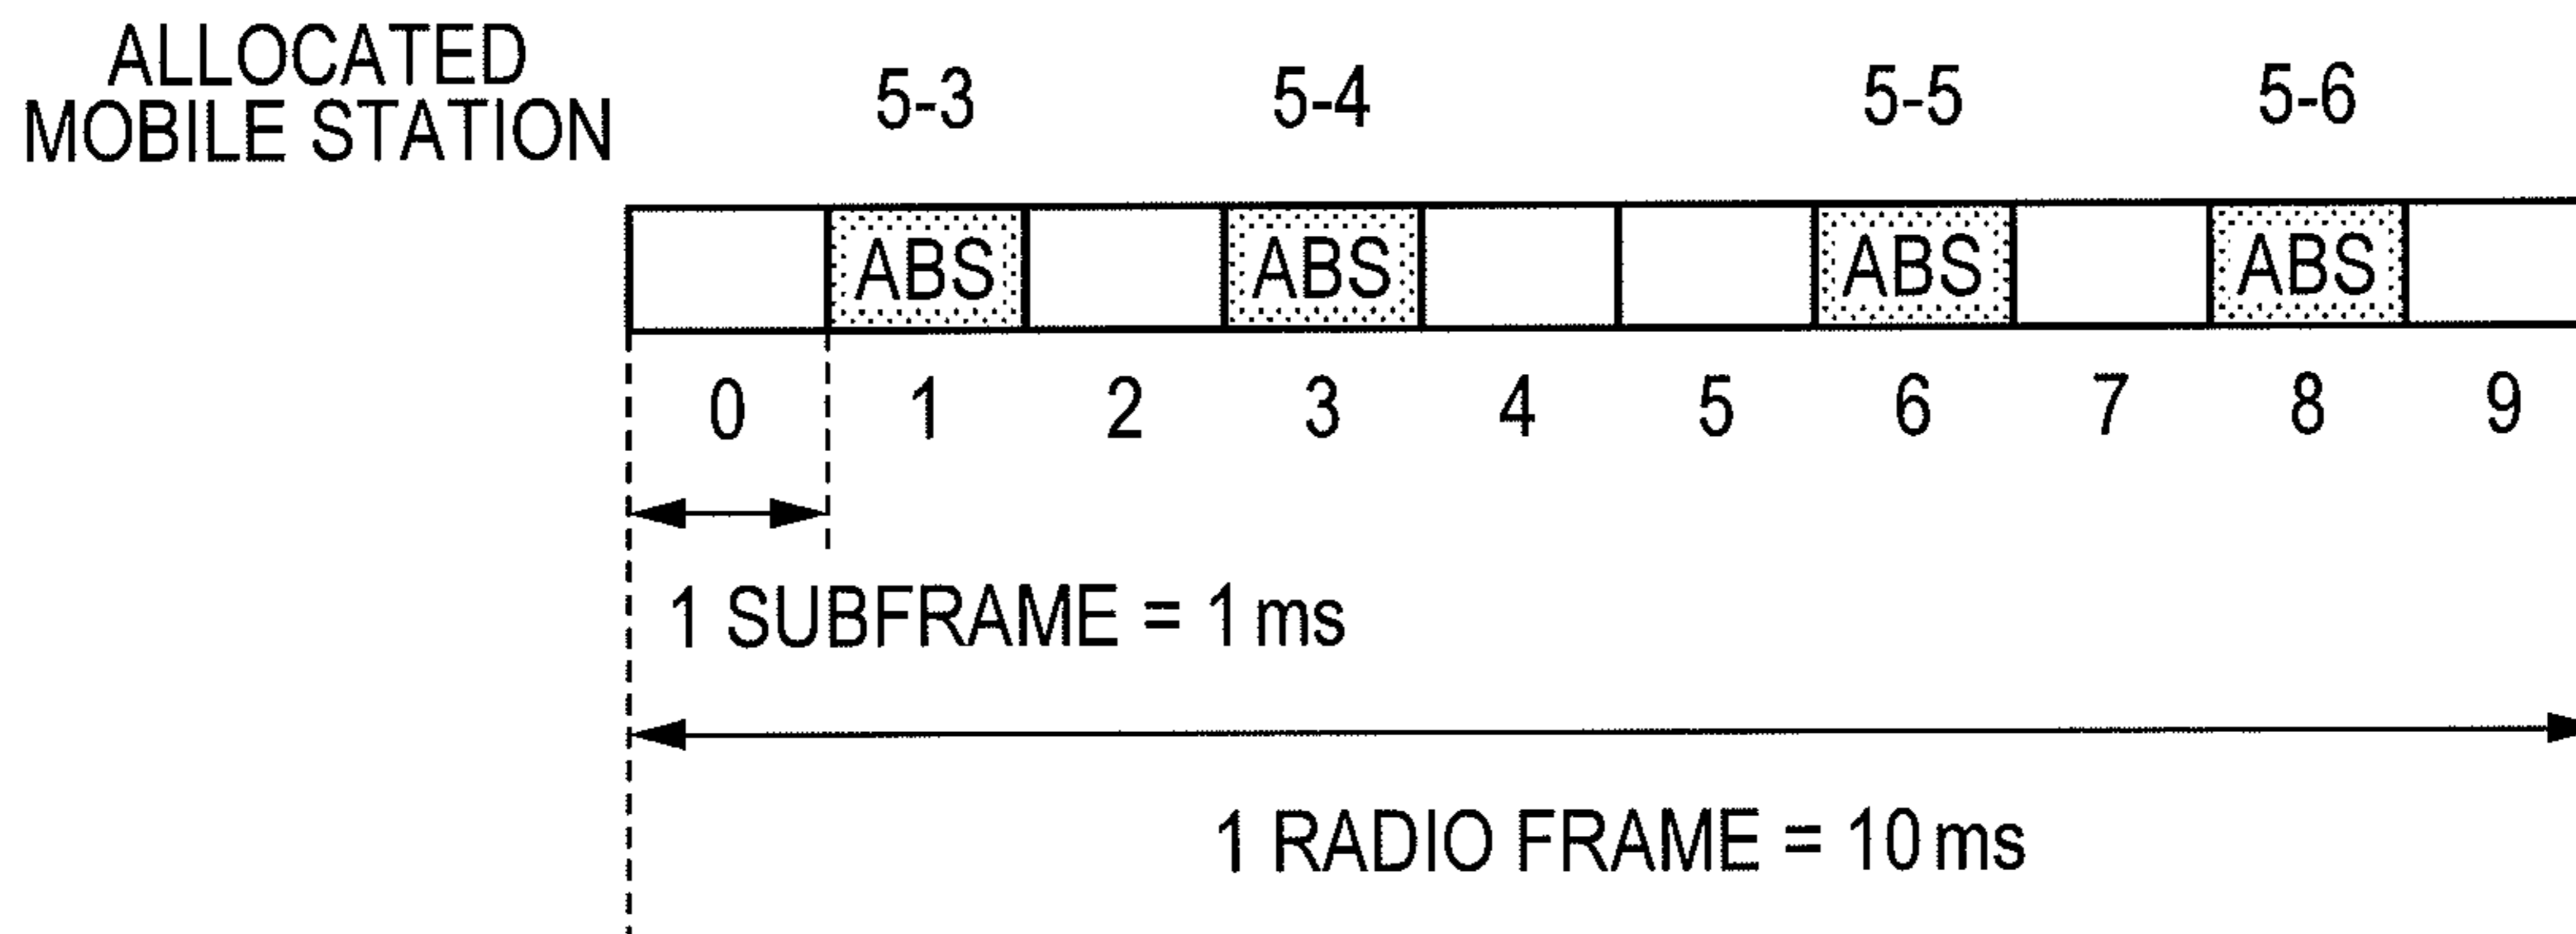 ALLOCATED
MOBILE STATION
5-3 5-4 5-5 5-6
ABS ABS ABS ABS
0 1 2 3 4 5 6 7 8 9
1 SUBFRAME = 1 ms
1 RADIO FRAME = 10 ms